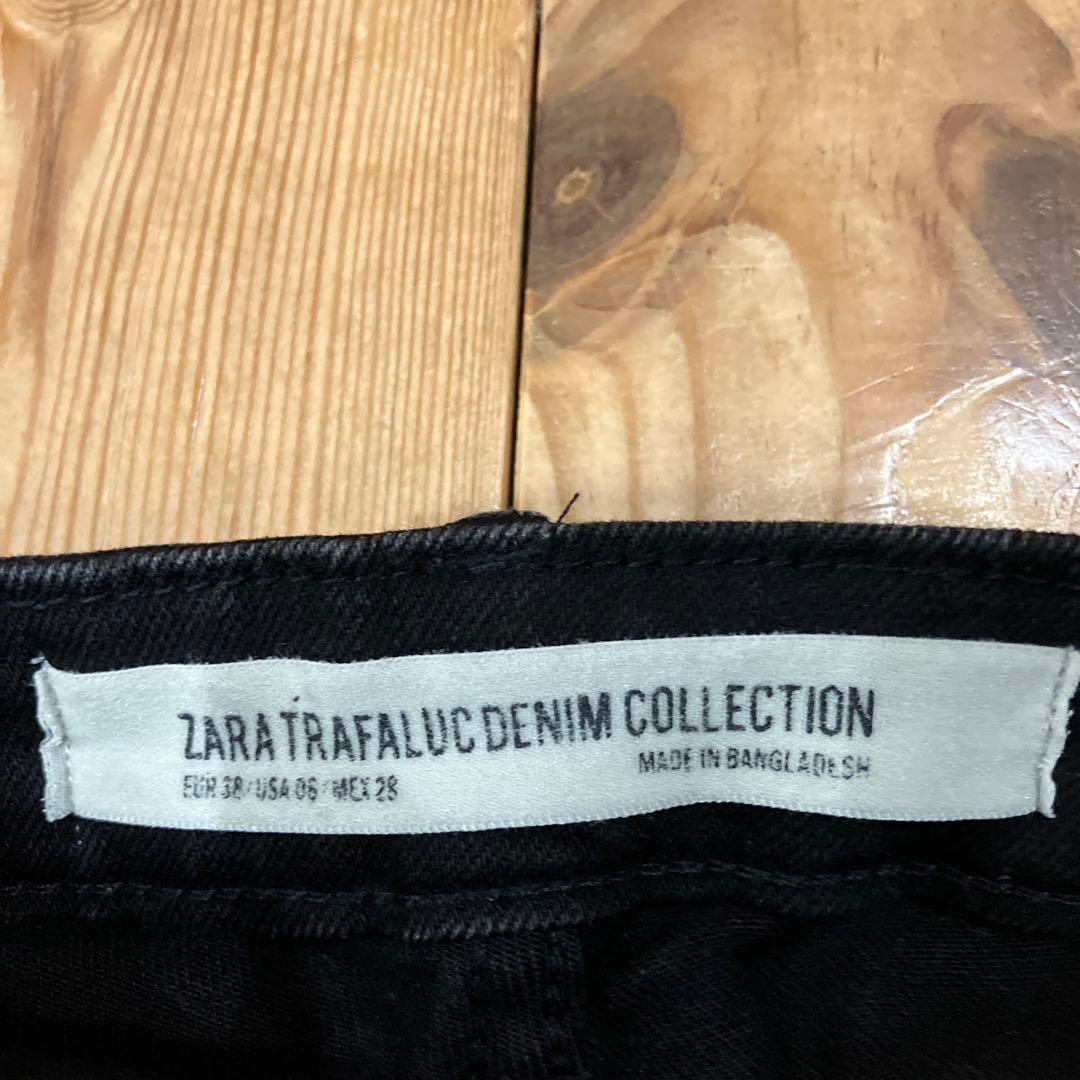 ZARA TRAFALUC DENIM COLLECTION
EUR 38 / USA 06 / MEX 28
MADE IN BANGLADESH